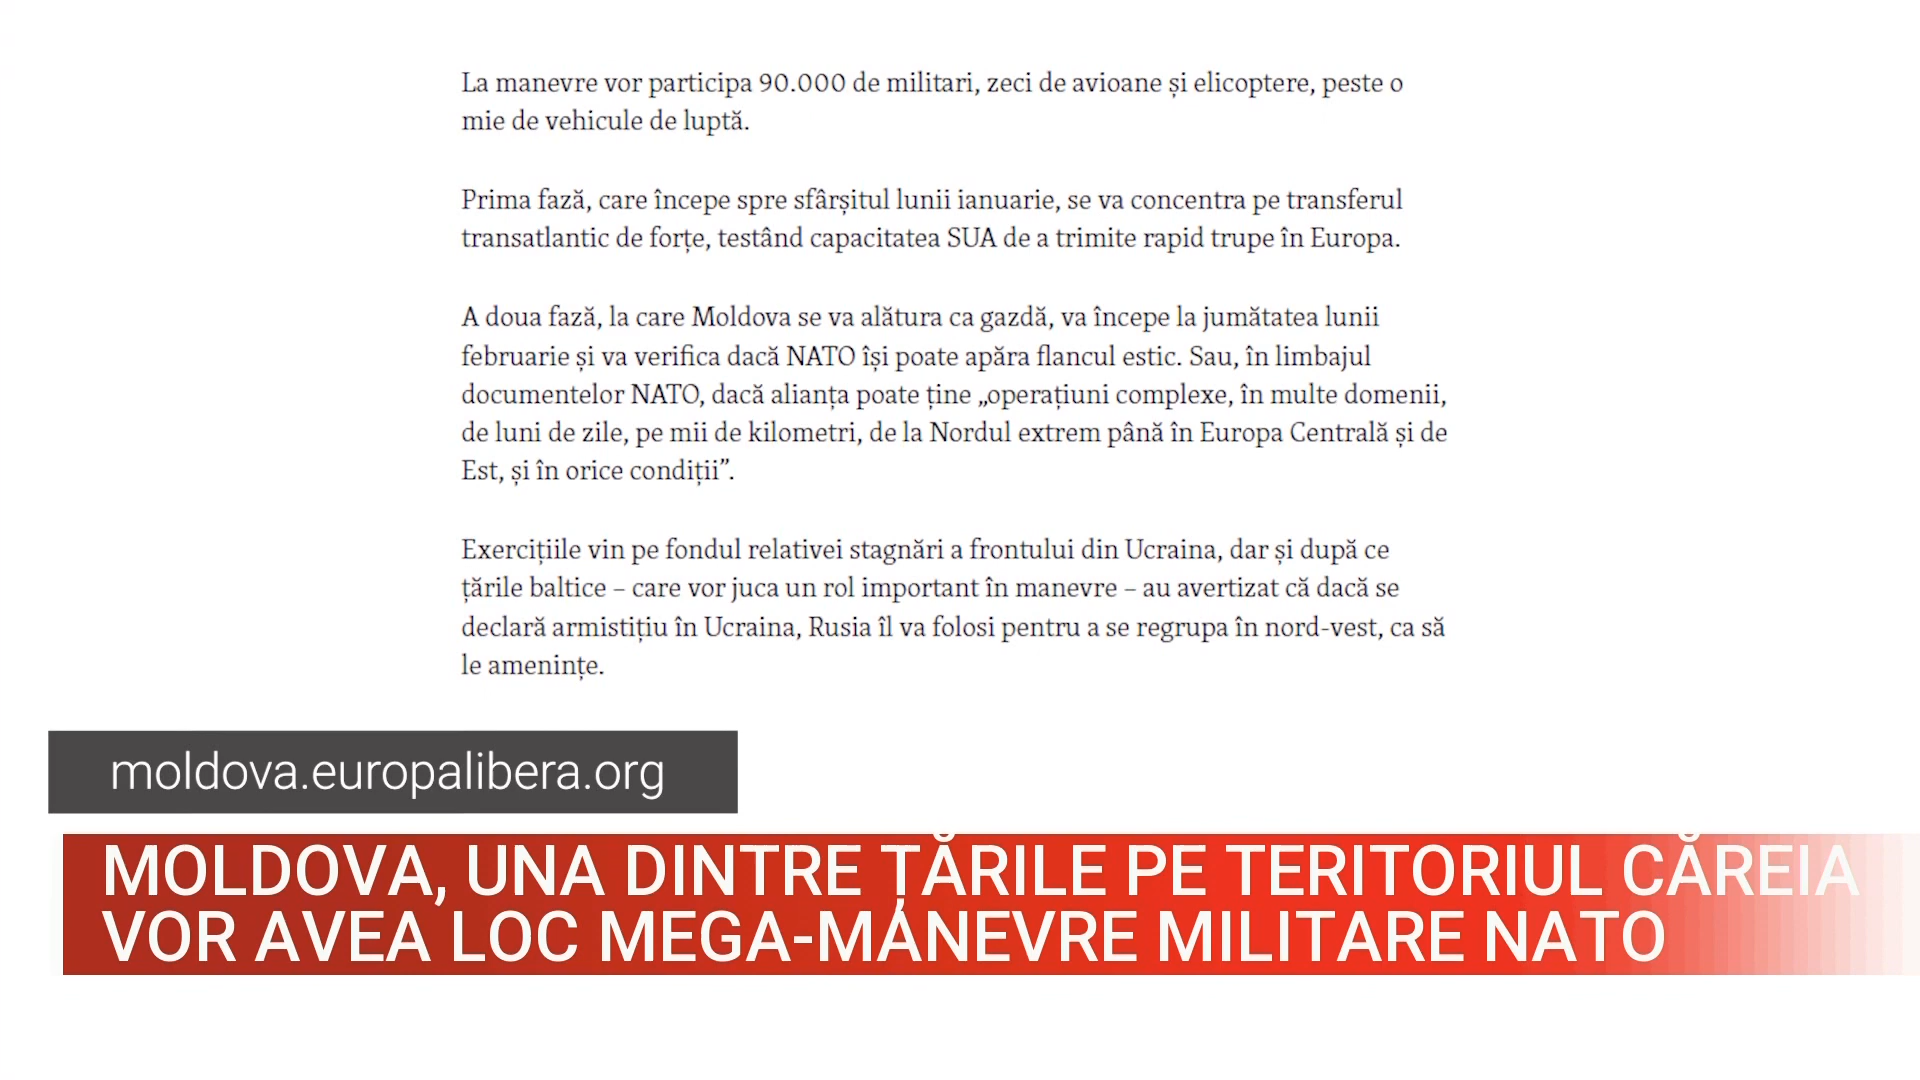 La manevre vor participa 90.000 de militari, zeci de avioane și elicoptere, peste o
mie de vehicule de luptă.
Prima fază, care începe spre sfârșitul lunii ianuarie, se va concentra pe transferul
transatlantic de forțe, testând capacitatea SUA de a trimite rapid trupe în Europa.
A doua fază, la care Moldova se va alătura ca gazdă, va începe la jumătatea lunii
februarie și va verifica dacă NATO își poate apăra flancul estic. Sau, în limbajul
documentelor NATO, dacă alianța poate ține „operațiuni complexe, în multe domenii,
de luni de zile, pe mii de kilometri, de la Nordul extrem până în Europa Centrală și de
Est, și în orice condiții”.
Exercițiile vin pe fondul relativei stagnări a frontului din Ucraina, dar și după ce
țările baltice – care vor juca un rol important în manevre – au avertizat că dacă se
declară armistițiu în Ucraina, Rusia îl va folosi pentru a se regrupa în nord-vest, ca să
le amenințe.
moldova.europalibera.org
MOLDOVA, UNA DINTRE ȚĂRILE PE TERITORIUL CĂREIA
VOR AVEA LOC MEGA-MANEVRE MILITARE NATO